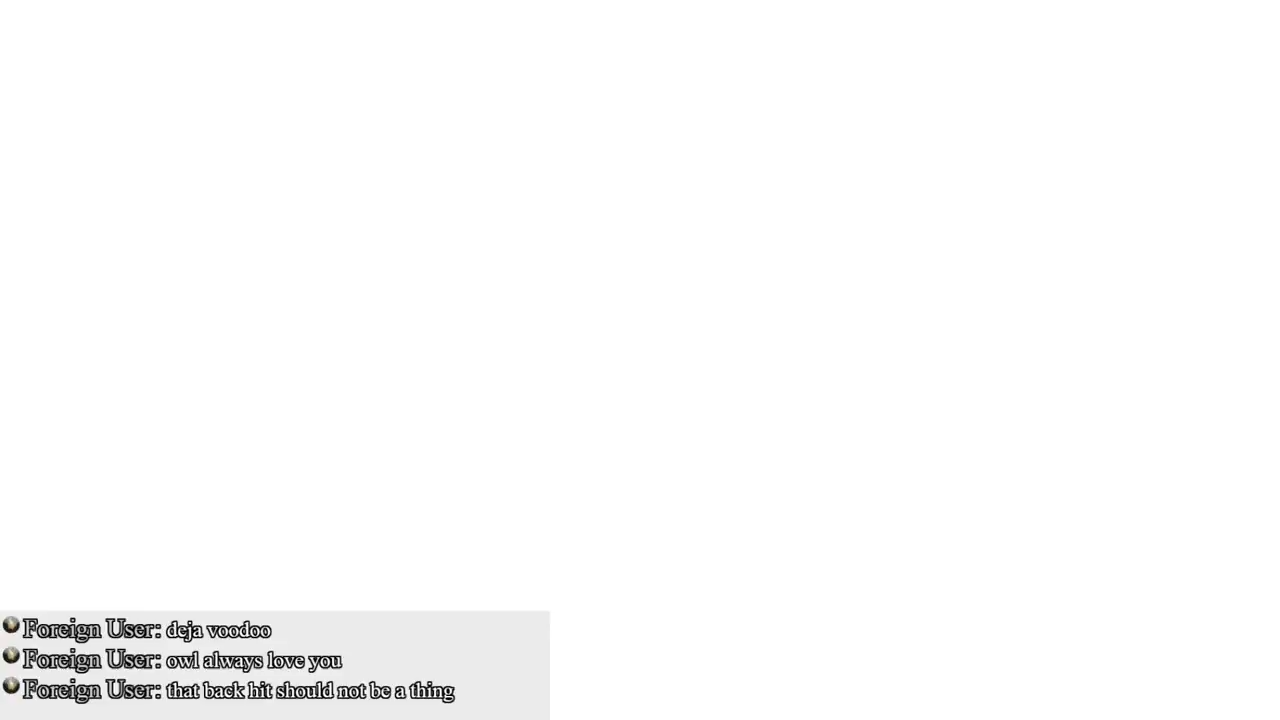 Foreign User: deja voodoo
Foreign User: owl always love you
Foreign User: that back hit should not be a thing